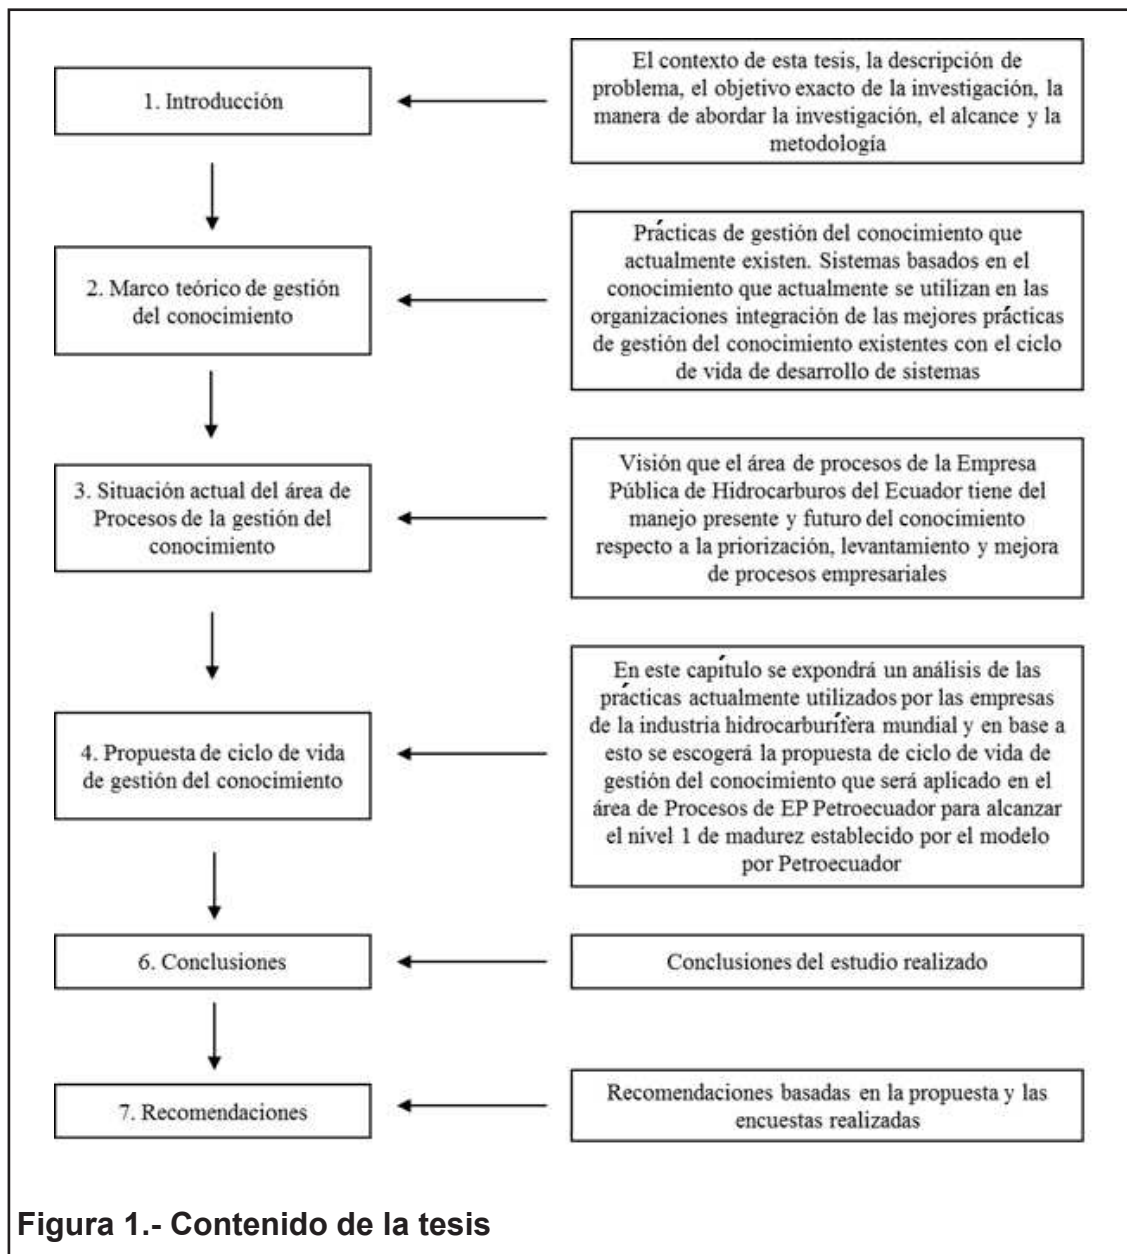 1. Introducción
El contexto de esta tesis, la descripción de
problema, el objetivo exacto de la investigación, la
manera de abordar la investigación, el alcance y la
metodología
2. Marco teórico de gestión
del conocimiento
Prácticas de gestión del conocimiento que
actualmente existen. Sistemas basados en el
conocimiento que actualmente se utilizan en las
organizaciones integración de las mejores prácticas
de gestión del conocimiento existentes con el ciclo
de vida de desarrollo de sistemas
3. Situación actual del área de
Procesos de la gestión del
conocimiento
Visión que el área de procesos de la Empresa
Pública de Hidrocarburos del Ecuador tiene del
manejo presente y futuro del conocimiento
respecto a la priorización, levantamiento y mejora
de procesos empresariales
4. Propuesta de ciclo de vida
de gestión del conocimiento
En este capítulo se expondrá un análisis de las
prácticas actualmente utilizados por las empresas
de la industria hidrocarburífera mundial y en base a
esto se escogerá la propuesta de ciclo de vida de
gestión del conocimiento que será aplicado en el
área de Procesos de EP Petroecuador para alcanzar
el nivel 1 de madurez establecido por el modelo
por Petroecuador
6. Conclusiones
Conclusiones del estudio realizado
7. Recomendaciones
Recomendaciones basadas en la propuesta y las
encuestas realizadas
Figura 1.- Contenido de la tesis